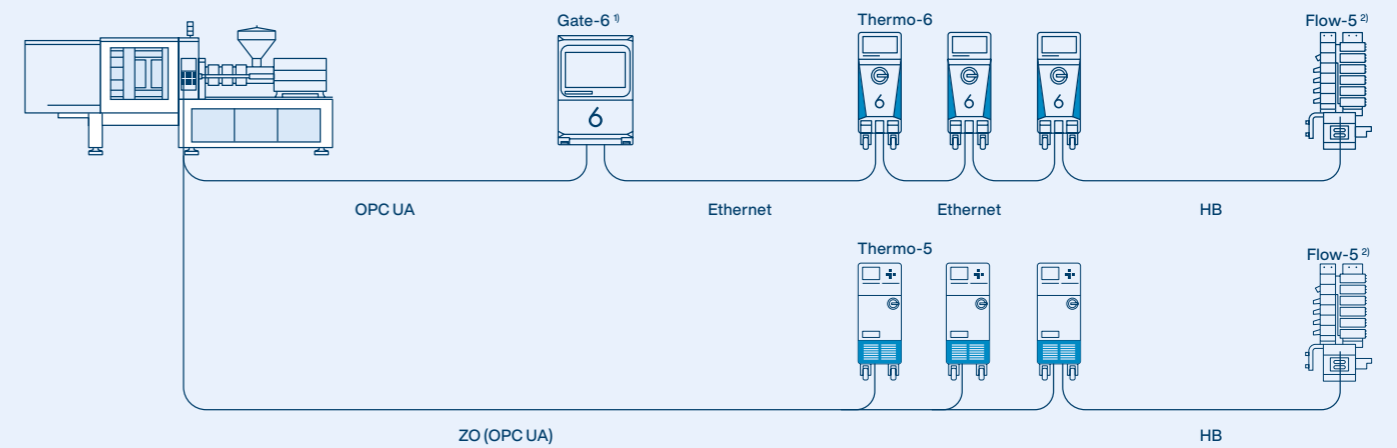 Gate-6 ¹⁾
Thermo-6
Flow-5 ²⁾
6
6
6
6
OPC UA
Ethernet
Ethernet
HB
Thermo-5
Flow-5 ²⁾
ZO (OPC UA)
HB